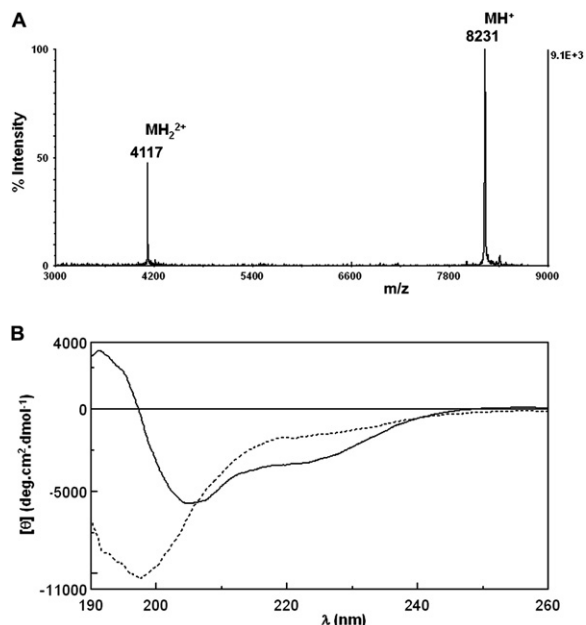 A
MH+
8231
100
9.1E+3
MH₂²⁺
4117
50
% Intensity
0
3000 4200 5400 6600 7800 9000
m/z
B
4000
0
-5000
-11000
[θ] (deg.cm².dmol⁻¹)
190 200 220 240 260
λ (nm)